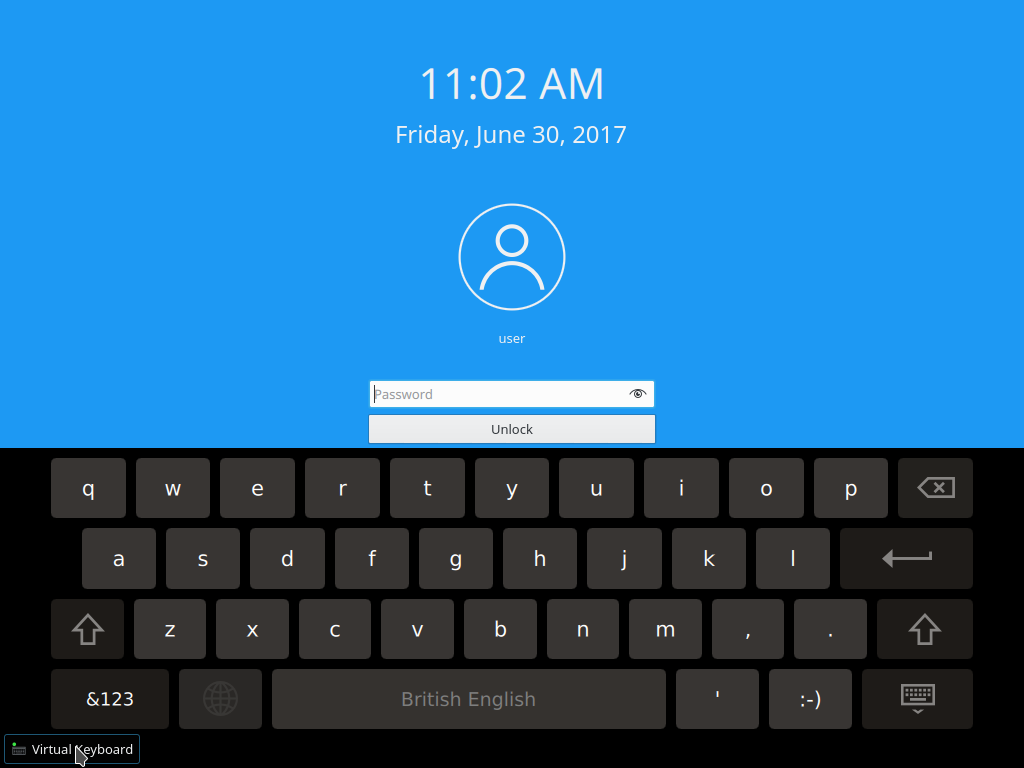 11:02 AM
Friday, June 30, 2017
user
Password
Unlock
q w e r t y u i o p
a s d f g h j k l
z x c v b n m , .
&123 British English ' :-)
Virtual Keyboard